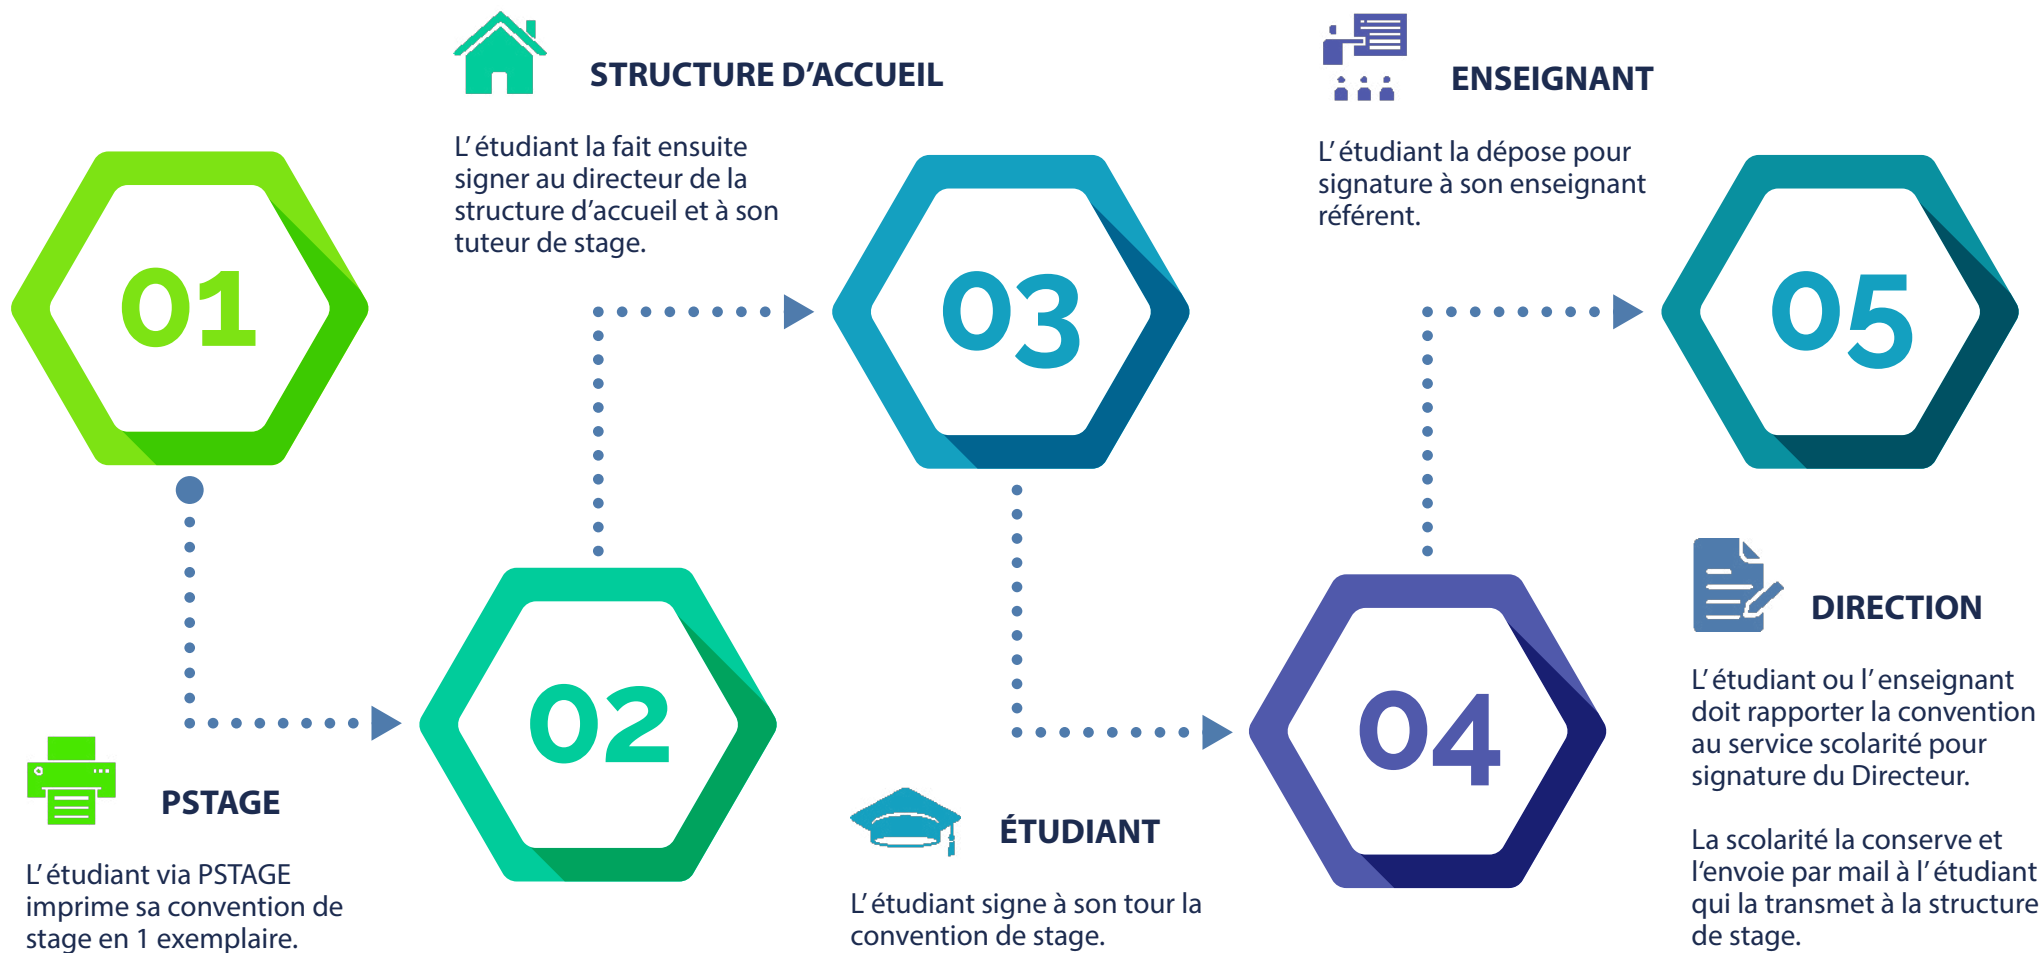 01
PSTAGE
L'étudiant via PSTAGE
imprime sa convention de
stage en 1 exemplaire.
STRUCTURE D'ACCUEIL
L'étudiant la fait ensuite
signer au directeur de la
structure d'accueil et à son
tuteur de stage.
02
03
ÉTUDIANT
L'étudiant signe à son tour la
convention de stage.
ENSEIGNANT
L'étudiant la dépose pour
signature à son enseignant
référent.
04
05
DIRECTION
L'étudiant ou l'enseignant
doit rapporter la convention
au service scolarité pour
signature du Directeur.
La scolarité la conserve et
l'envoie par mail à l'étudiant
qui la transmet à la structure
de stage.